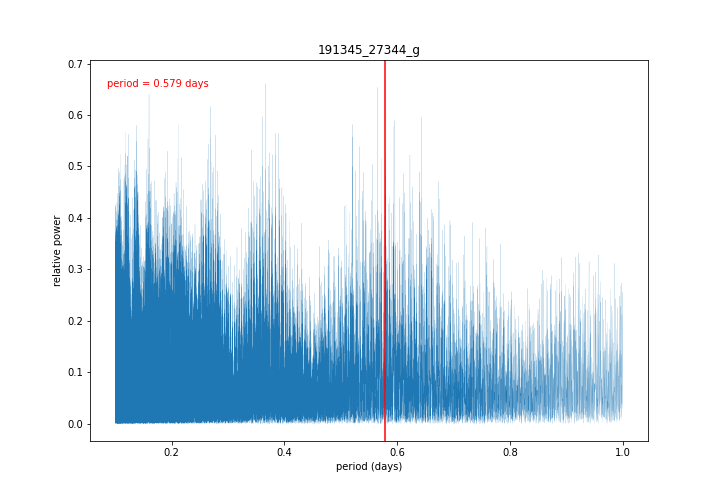 191345_27344_g
0.7
period = 0.579 days
0.6
0.5
0.4
relative power
0.3
0.2
0.1
0.0
0.2 0.4 0.6 0.8 1.0
period (days)